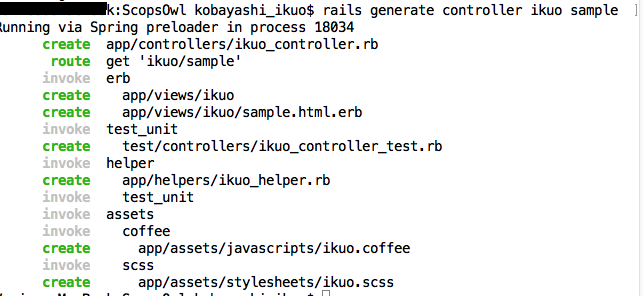 k:ScopsOwl kobayashi_ikuo$ rails generate controller ikuo sample
Running via Spring preloader in process 18034
create app/controllers/ikuo_controller.rb
route get 'ikuo/sample'
invoke erb
create app/views/ikuo
create app/views/ikuo/sample.html.erb
invoke test_unit
create test/controllers/ikuo_controller_test.rb
invoke helper
create app/helpers/ikuo_helper.rb
invoke test_unit
invoke assets
invoke coffee
create app/assets/javascripts/ikuo.coffee
invoke scss
create app/assets/stylesheets/ikuo.scss